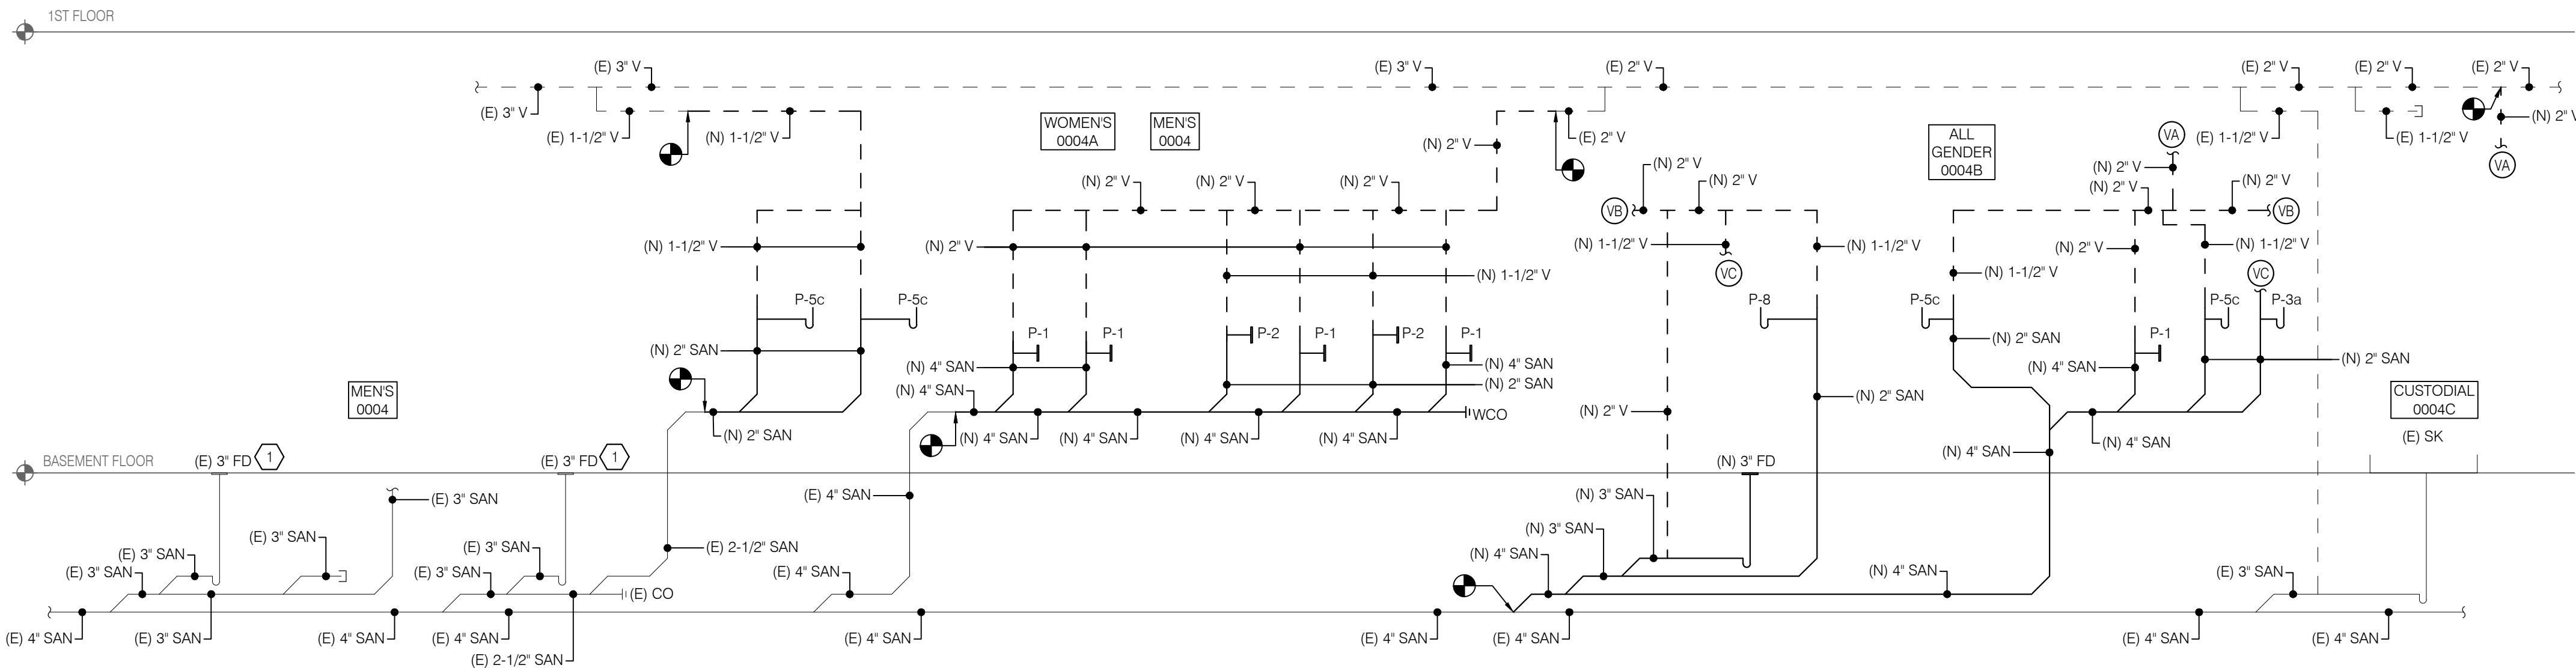 1ST FLOOR
(E) 3" V
(E) 3" V
(E) 2" V
(E) 2" V
(E) 2" V
(E) 2" V
(E) 3" V
(E) 1-1/2" V
(N) 1-1/2" V
WOMEN'S
0004A
MEN'S
0004
(N) 2" V
(E) 2" V
ALL
GENDER
0004B
VA
(E) 1-1/2" V
(E) 1-1/2" V
(N) 2" V
VA
(N) 2" V
(N) 2" V
(N) 2" V
(N) 2" V
(N) 2" V
(N) 2" V
(N) 2" V
(N) 2" V
(N) 2" V
VB
VB
(N) 1-1/2" V
(N) 2" V
(N) 1-1/2" V
(N) 1-1/2" V
(N) 2" V
(N) 1-1/2" V
(N) 1-1/2" V
VC
(N) 1-1/2" V
VC
P-5c
P-5c
P-8
P-5c
P-5c
P-3a
P-1
P-1
P-2
P-1
P-2
P-1
P-1
(N) 2" SAN
(N) 2" SAN
(N) 2" SAN
(N) 4" SAN
(N) 4" SAN
(N) 4" SAN
(N) 4" SAN
(N) 2" SAN
MEN'S
0004
(N) 2" SAN
CUSTODIAL
0004C
(N) 2" V
WCO
(N) 2" SAN
(N) 4" SAN
(N) 4" SAN
(N) 4" SAN
(N) 4" SAN
(N) 4" SAN
(E) SK
(N) 4" SAN
BASEMENT FLOOR
(E) 3" FD
1
(E) 3" FD
1
(N) 3" FD
(E) 3" SAN
(E) 4" SAN
(N) 3" SAN
(N) 3" SAN
(E) 3" SAN
(E) 3" SAN
(E) 3" SAN
(E) 2-1/2" SAN
(N) 4" SAN
(E) 3" SAN
(E) 3" SAN
(E) 4" SAN
(N) 4" SAN
(E) 3" SAN
(E) CO
(E) 4" SAN
(E) 3" SAN
(E) 4" SAN
(E) 4" SAN
(E) 4" SAN
(E) 4" SAN
(E) 4" SAN
(E) 4" SAN
(E) 4" SAN
(E) 2-1/2" SAN